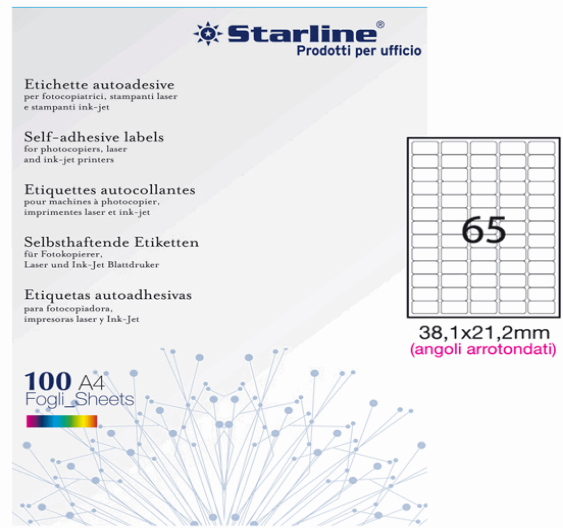 Starline®
Prodotti per ufficio
Etichette autoadesive
per fotocopiatrici, stampanti laser
e stampanti ink-jet
Self-adhesive labels
for photocopiers, laser
and ink-jet printers
Etiquettes autocollantes
pour machines à photocopier,
imprimentes laser et ink-jet
Selbsthaftende Etiketten
für Fotokopierer,
Laser und Ink-Jet Blattdruker
Etiquetas autoadhesivas
para fotocopiadora,
impresoras laser y Ink-Jet
100 A4
Fogli_Sheets
65
38,1x21,2mm
(angoli arrotondati)